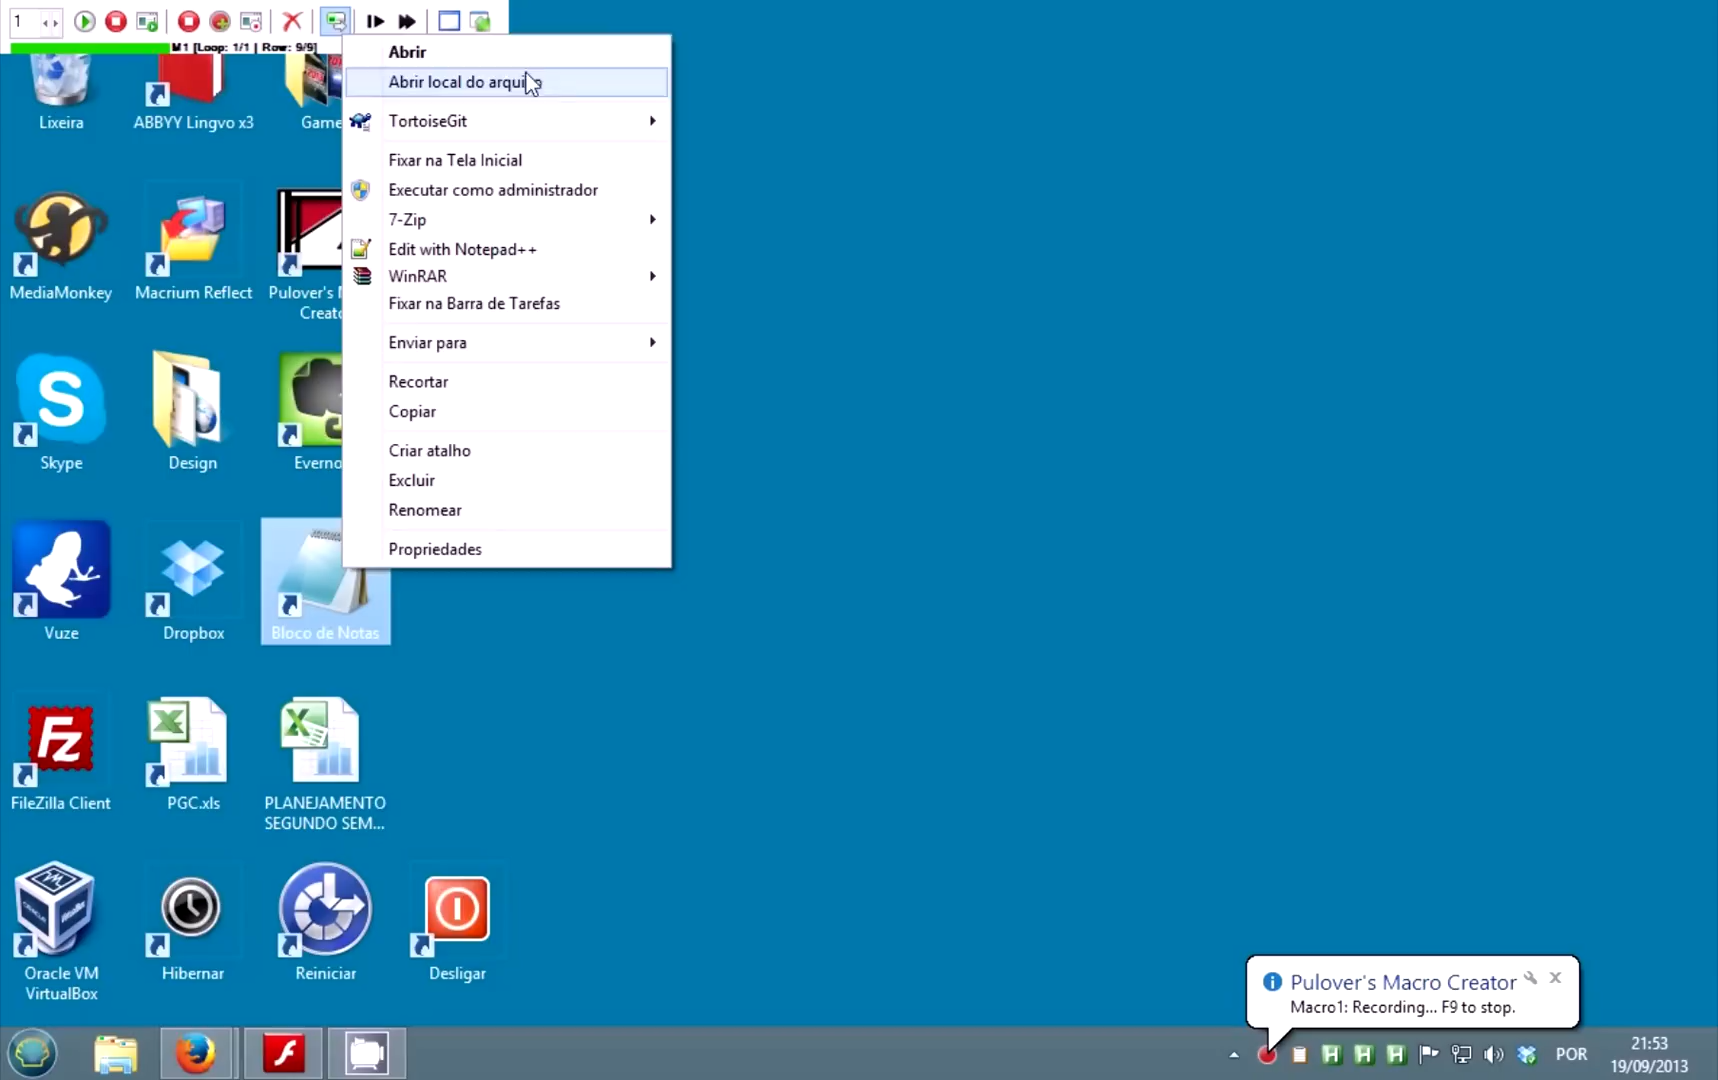 1
M1 [Loop: 1/1 | Row: 9/9]
Abrir
Abrir local do
TortoiseGit
Fixar na Tela Inicial
Executar como administrador
7-Zip
Edit with Notepad++
WinRAR
Fixar na Barra de Tarefas
Enviar para
Recortar
Copiar
Criar atalho
Excluir
Renomear
Propriedades
Lixeira
ABBYY Lingvo x3
Game
MediaMonkey
Macrium Reflect
Pulover's
Creato
Skype
Design
Everno
Vuze
Dropbox
Bloco de Notas
FileZilla Client
PGC.xls
PLANEJAMENTO
SEGUNDO SEM...
Oracle VM
VirtualBox
Hibernar
Reiniciar
Desligar
Pulover's Macro Creator
Macro1: Recording... F9 to stop.
POR
21:53
19/09/2013